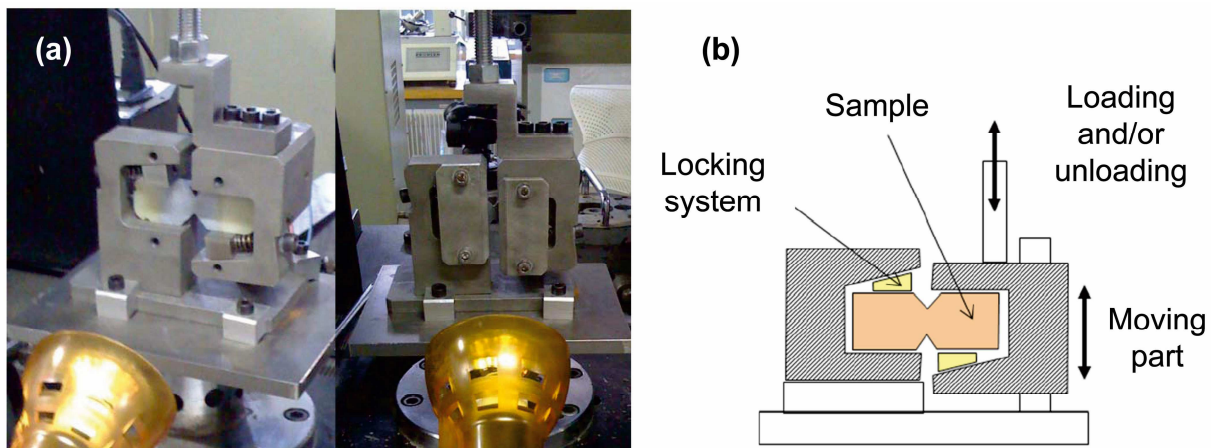 (a)
(b)
Sample
Loading
and/or
unloading
Locking
system
Moving
part